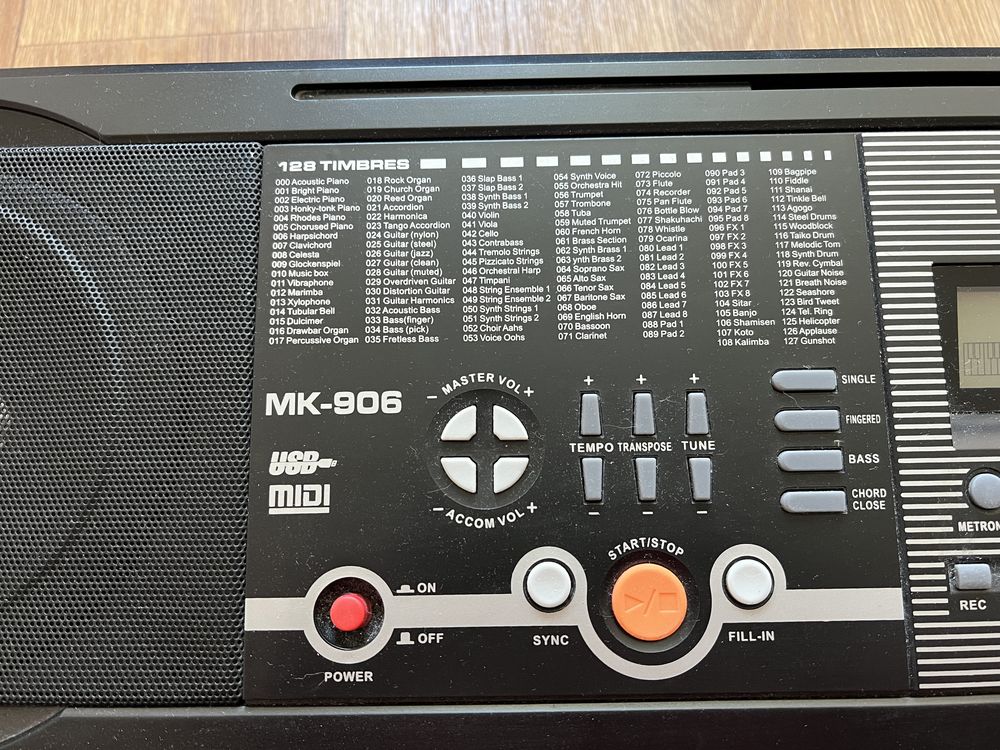 128 TIMBRES
000 Acoustic Piano
001 Bright Piano
002 Electric Piano
003 Honky-tonk Piano
004 Rhodes Piano
005 Chorused Piano
006 Harpsichord
007 Clavichord
008 Celesta
009 Glockenspiel
010 Music box
011 Vibraphone
012 Marimba
013 Xylophone
014 Tubular Bell
015 Dulcimer
016 Drawbar Organ
017 Percussive Organ
018 Rock Organ
019 Church Organ
020 Reed Organ
021 Accordion
022 Harmonica
023 Tango Accordion
024 Guitar (nylon)
025 Guitar (steel)
026 Guitar (jazz)
027 Guitar (clean)
028 Guitar (muted)
029 Overdriven Guitar
030 Distortion Guitar
031 Guitar Harmonics
032 Acoustic Bass
033 Bass(finger)
034 Bass (pick)
035 Fretless Bass
036 Slap Bass 1
037 Slap Bass 2
038 Synth Bass 1
039 Synth Bass 2
040 Violin
041 Viola
042 Cello
043 Contrabass
044 Tremolo Strings
045 Pizzicato Strings
046 Orchestral Harp
047 Timpani
048 String Ensemble 1
049 String Ensemble 2
050 Synth Strings 1
051 Synth Strings 2
052 Choir Aahs
053 Voice Oohs
054 Synth Voice
055 Orchestra Hit
056 Trumpet
057 Trombone
058 Tuba
059 Muted Trumpet
060 French Horn
061 Brass Section
062 Synth Brass 1
063 ynth Brass 2
064 Soprano Sax
065 Alto Sax
066 Tenor Sax
067 Baritone Sax
068 Oboe
069 English Horn
070 Bassoon
071 Clarinet
072 Piccolo
073 Flute
074 Recorder
075 Pan Flute
076 Bottle Blow
077 Shakuhachi
078 Whistle
079 Ocarina
080 Lead 1
081 Lead 2
082 Lead 3
083 Lead 4
084 Lead 5
085 Lead 6
086 Lead 7
087 Lead 8
088 Pad 1
089 Pad 2
090 Pad 3
091 Pad 4
092 Pad 5
093 Pad 6
094 Pad 7
095 Pad 8
096 FX 1
097 FX 2
098 FX 3
099 FX 4
100 FX 5
101 FX 6
102 FX 7
103 FX 8
104 Sitar
105 Banjo
106 Shamisen
107 Koto
108 Kalimba
109 Bagpipe
110 Fiddle
111 Shanai
112 Tinkle Bell
113 Agogo
114 Steel Drums
115 Woodblock
116 Taiko Drum
117 Melodic Tom
118 Synth Drum
119 Rev. Cymbal
120 Guitar Noise
121 Breath Noise
122 Seashore
123 Bird Tweet
124 Tel. Ring
125 Helicopter
126 Applause
127 Gunshot
MK-906
USB
MIDI
− MASTER VOL +
− ACCOM VOL +
+ + +
TEMPO TRANSPOSE TUNE
− − −
SINGLE
FINGERED
BASS
CHORD
CLOSE
METRON
REC
ON
OFF
POWER
SYNC
START/STOP
FILL-IN